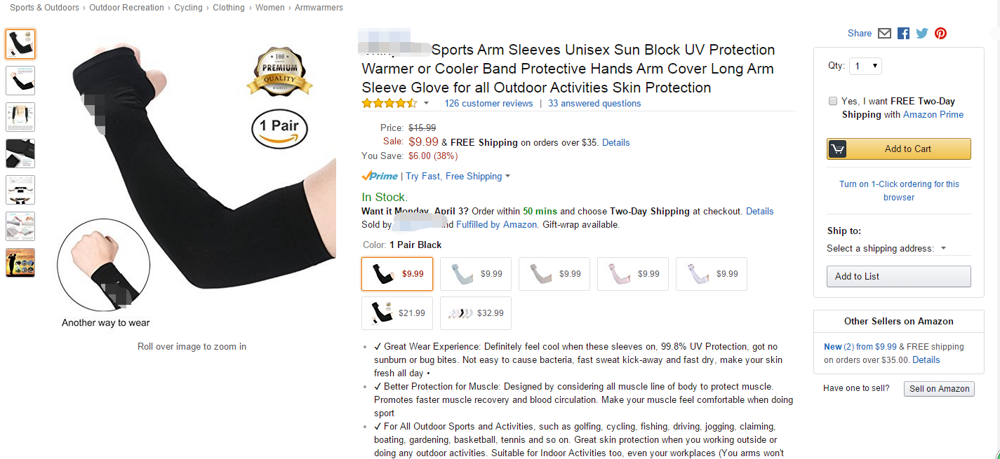 Sports & Outdoors › Outdoor Recreation › Cycling › Clothing › Women › Armwarmers
100
PREMIUM
QUALITY
HIGHEST
1 Pair
Another way to wear
Roll over image to zoom in
Sports Arm Sleeves Unisex Sun Block UV Protection
Warmer or Cooler Band Protective Hands Arm Cover Long Arm
Sleeve Glove for all Outdoor Activities Skin Protection
126 customer reviews | 33 answered questions
Price: $15.99
Sale: $9.99 & FREE Shipping on orders over $35. Details
You Save: $6.00 (38%)
Prime | Try Fast, Free Shipping
In Stock.
Want it Monday, April 3? Order within 50 mins and choose Two-Day Shipping at checkout. Details
Sold by nd Fulfilled by Amazon. Gift-wrap available.
Color: 1 Pair Black
$9.99 $9.99 $9.99 $9.99 $9.99
$21.99 $32.99
• ✓ Great Wear Experience: Definitely feel cool when these sleeves on, 99.8% UV Protection, got no
sunburn or bug bites. Not easy to cause bacteria, fast sweat kick-away and fast dry, make your skin
fresh all day •
• ✓ Better Protection for Muscle: Designed by considering all muscle line of body to protect muscle.
Promotes faster muscle recovery and blood circulation. Make your muscle feel comfortable when doing
sport
• ✓ For All Outdoor Sports and Activities, such as golfing, cycling, fishing, driving, jogging, claiming,
boating, gardening, basketball, tennis and so on. Great skin protection when you working outside or
doing any outdoor activities. Suitable for Indoor Activities too, even your workplaces (You arms won't
Share
Qty: 1
Yes, I want FREE Two-Day
Shipping with Amazon Prime
Add to Cart
Turn on 1-Click ordering for this
browser
Ship to:
Select a shipping address:
Add to List
Other Sellers on Amazon
New (2) from $9.99 & FREE shipping
on orders over $35.00. Details
Have one to sell? Sell on Amazon